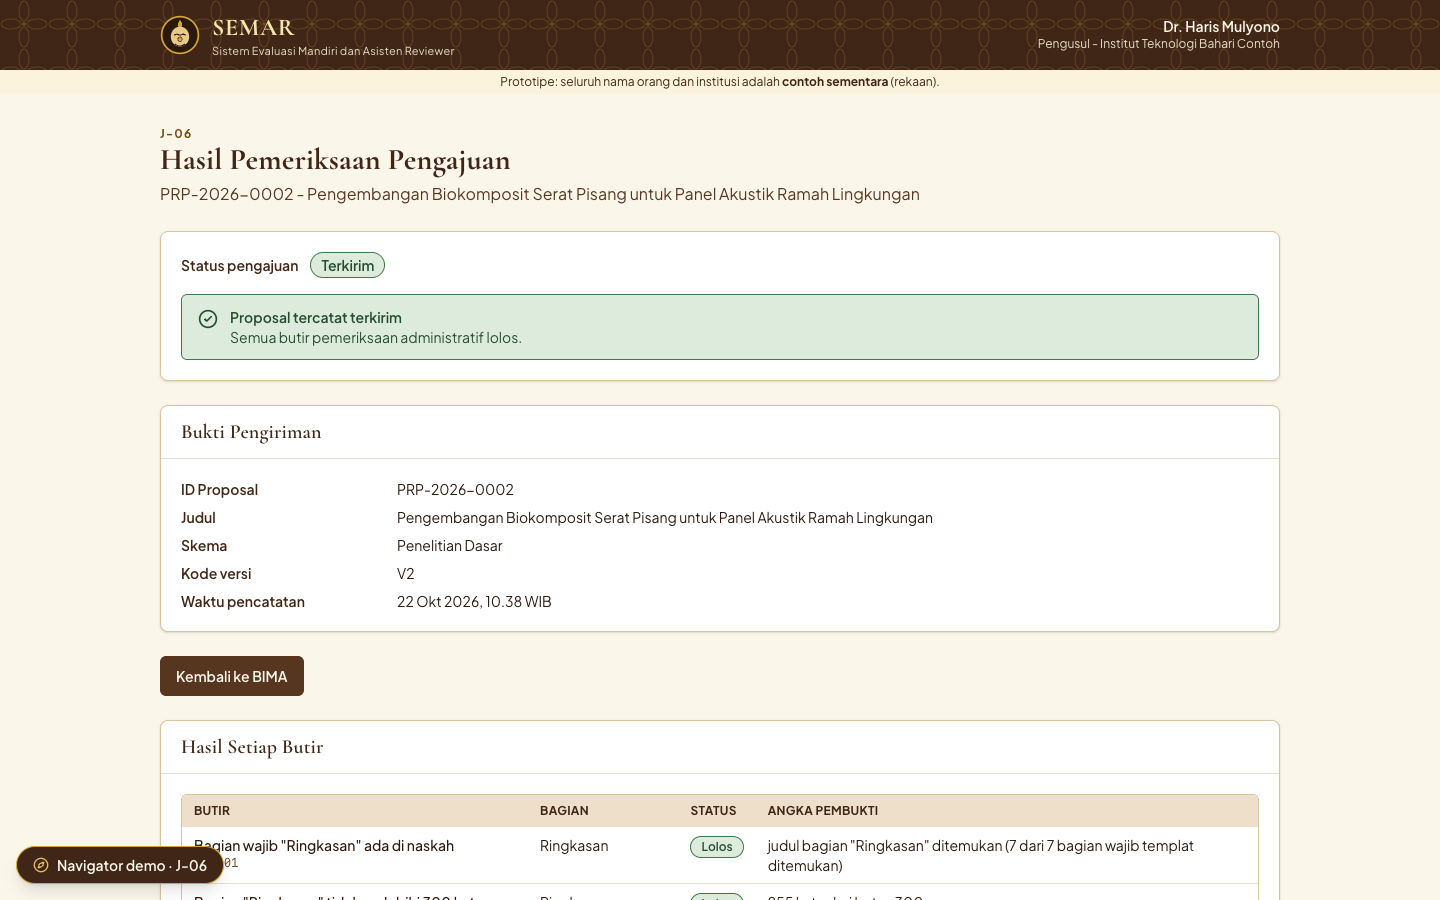 SEMAR
Sistem Evaluasi Mandiri dan Asisten Reviewer
Dr. Haris Mulyono
Pengusul - Institut Teknologi Bahari Contoh
Prototipe: seluruh nama orang dan institusi adalah contoh sementara (rekaan).
J-06
Hasil Pemeriksaan Pengajuan
PRP-2026-0002 - Pengembangan Biokomposit Serat Pisang untuk Panel Akustik Ramah Lingkungan
Status pengajuan Terkirim
Proposal tercatat terkirim
Semua butir pemeriksaan administratif lolos.
Bukti Pengiriman
ID Proposal PRP-2026-0002
Judul Pengembangan Biokomposit Serat Pisang untuk Panel Akustik Ramah Lingkungan
Skema Penelitian Dasar
Kode versi V2
Waktu pencatatan 22 Okt 2026, 10.38 WIB
Kembali ke BIMA
Hasil Setiap Butir
BUTIR BAGIAN STATUS ANGKA PEMBUKTI
Bagian wajib "Ringkasan" ada di naskah Ringkasan Lolos judul bagian "Ringkasan" ditemukan (7 dari 7 bagian wajib templat
ditemukan)
01
Navigator demo · J-06